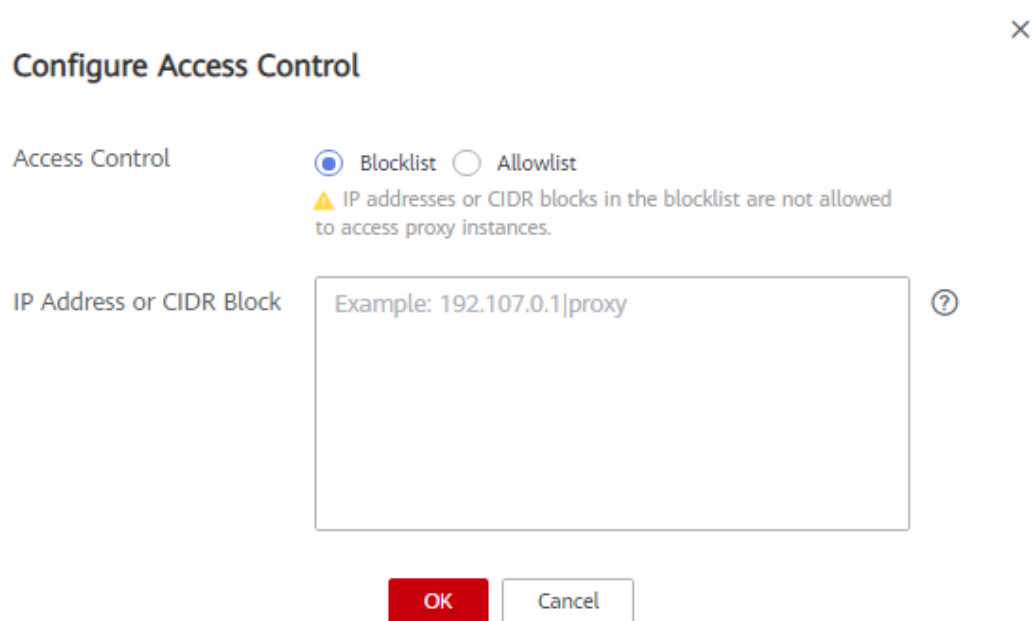 Configure Access Control
Access Control
Blocklist
Allowlist
IP addresses or CIDR blocks in the blocklist are not allowed
to access proxy instances.
IP Address or CIDR Block
Example: 192.107.0.1|proxy
OK
Cancel